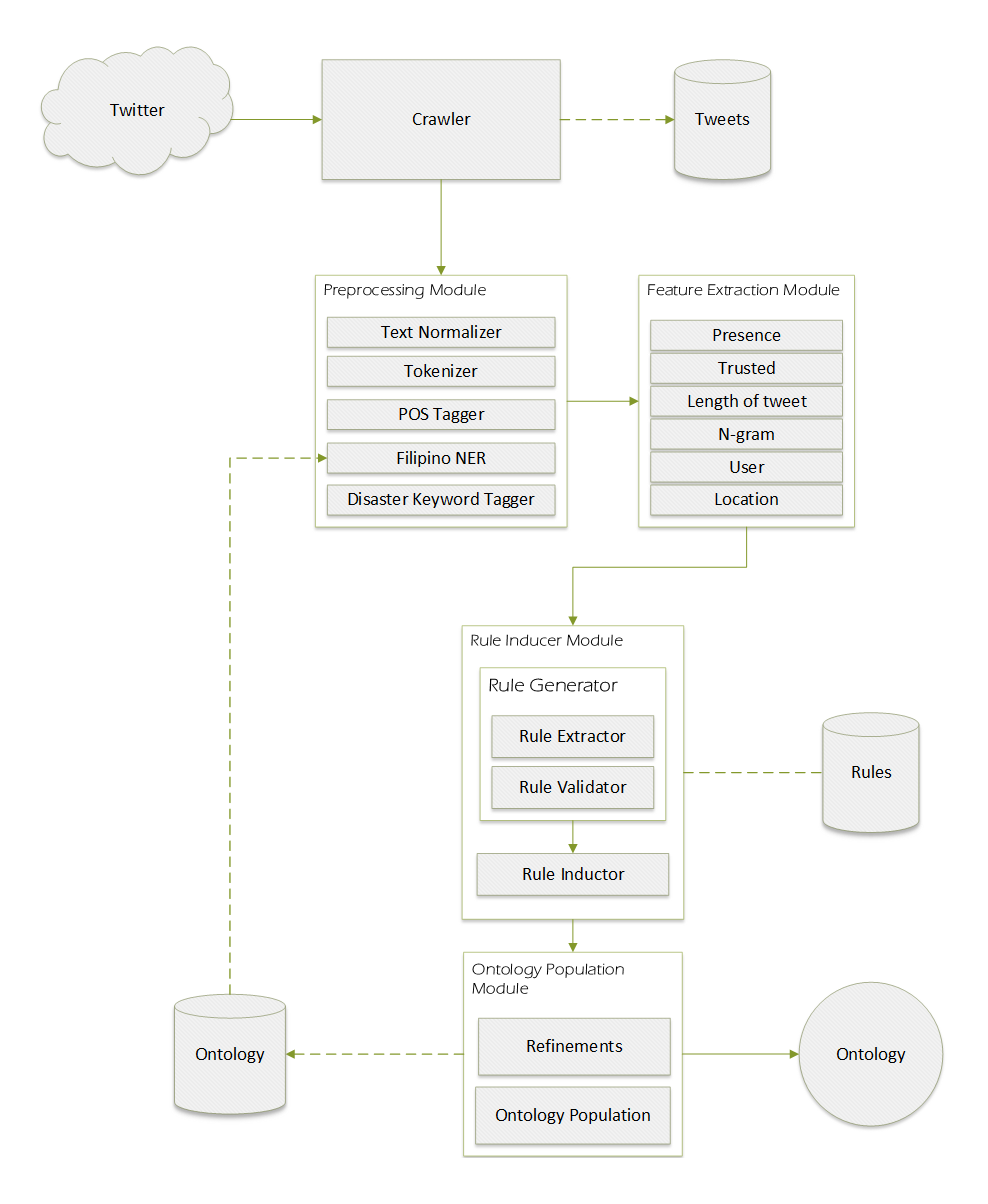 Twitter
Crawler
Tweets
Preprocessing Module
Text Normalizer
Tokenizer
POS Tagger
Filipino NER
Disaster Keyword Tagger
Feature Extraction Module
Presence
Trusted
Length of tweet
N-gram
User
Location
Rule Inducer Module
Rule Generator
Rule Extractor
Rule Validator
Rule Inductor
Rules
Ontology Population
Module
Refinements
Ontology Population
Ontology
Ontology